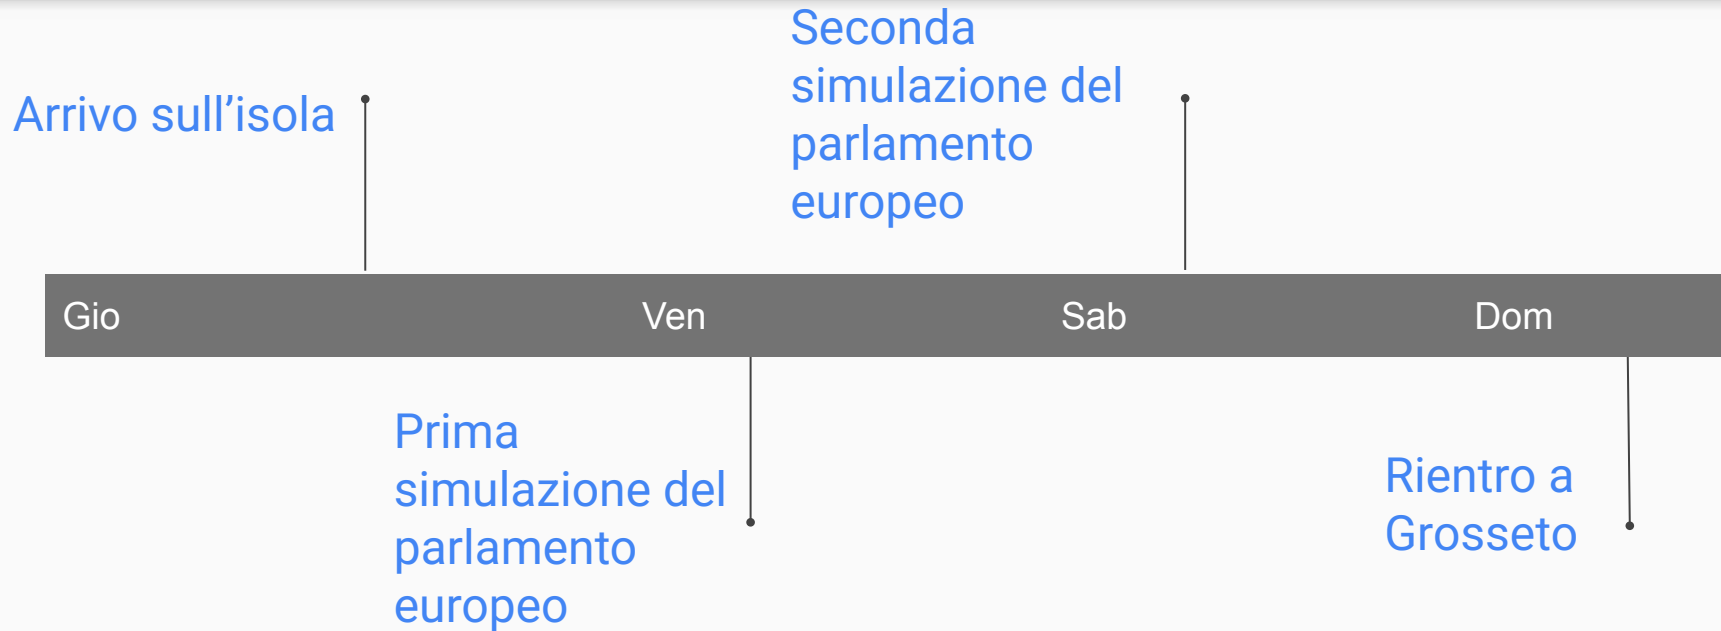 Seconda
simulazione del
parlamento
europeo
Arrivo sull’isola
Gio
Ven
Sab
Dom
Prima
simulazione del
parlamento
europeo
Rientro a
Grosseto